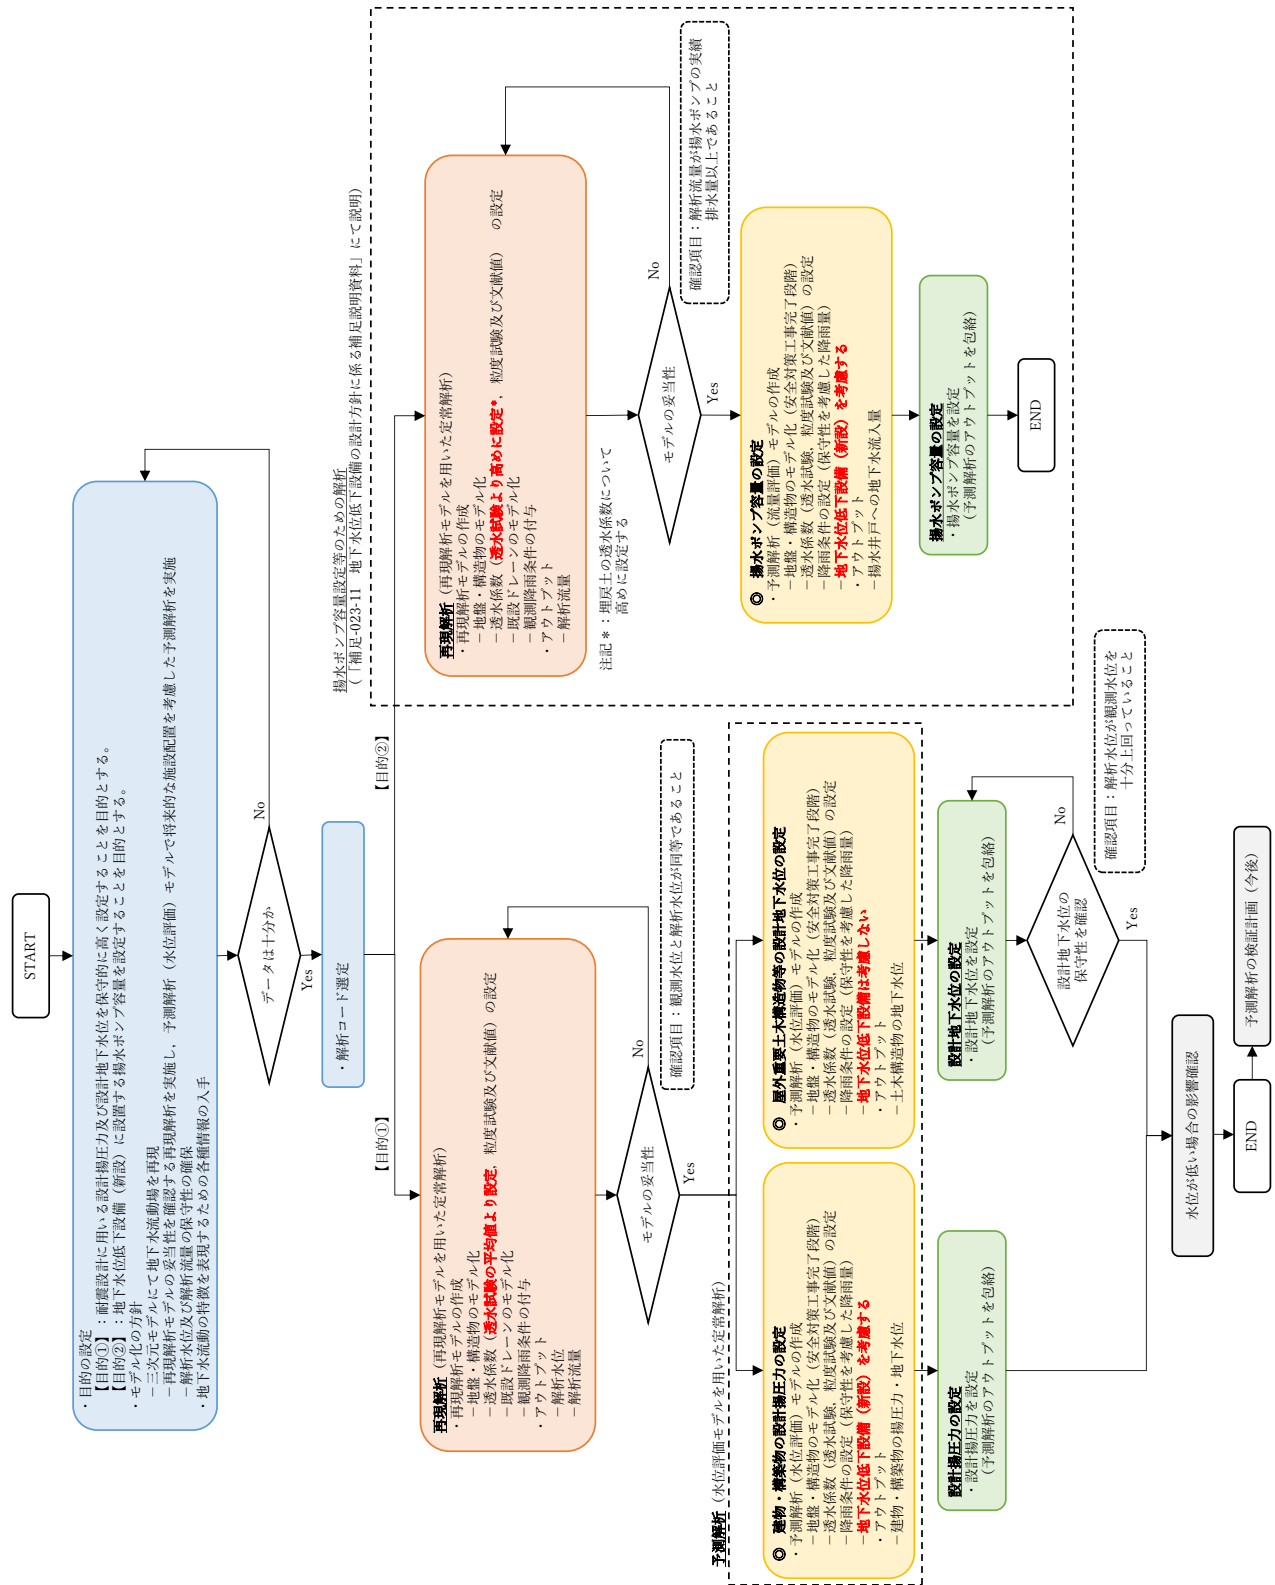 START
・目的の設定
【目的①】：耐震設計に用いる設計揚圧力及び設計地下水位を保守的に高く設定することを目的とする。
【目的②】：地下水位低下設備（新設）に設置する揚水ポンプ容量を設定することを目的とする。
・モデル化の方針
－三次元モデルにて地下水流動場を再現
－再現解析モデルの妥当性を確認する再現解析を実施し，予測解析（水位評価）モデルで将来的な施設配置を考慮した予測解析を実施
－解析水位及び解析流量の保守性の確保
・地下水流動の特徴を表現するための各種情報の入手
データは十分か
No
Yes
・解析コード選定
【目的①】
【目的②】
再現解析（再現解析モデルを用いた定常解析）
・再現解析モデルの作成
－地盤・構造物のモデル化
－透水係数（透水試験の平均値より設定，粒度試験及び文献値）の設定
－既設ドレーンのモデル化
－観測降雨条件の付与
・アウトプット
－解析水位
－解析流量
モデルの妥当性
No
Yes
確認項目：観測水位と解析水位が同等であること
予測解析（水位評価モデルを用いた定常解析）
◎ 建物・構築物の設計揚圧力の設定
・予測解析（水位評価）モデルの作成
－地盤・構造物のモデル化（安全対策工事完了段階）
－透水係数（透水試験，粒度試験及び文献値）の設定
－降雨条件の設定（保守性を考慮した降雨量）
－地下水位低下設備（新設）を考慮する
・アウトプット
－建物・構築物の揚圧力・地下水位
◎ 屋外重要土木構造物等の設計地下水位の設定
・予測解析（水位評価）モデルの作成
－地盤・構造物のモデル化（安全対策工事完了段階）
－透水係数（透水試験，粒度試験及び文献値）の設定
－降雨条件の設定（保守性を考慮した降雨量）
－地下水位低下設備は考慮しない
・アウトプット
－土木構造物の地下水位
設計揚圧力の設定
・設計揚圧力を設定
（予測解析のアウトプットを包絡）
設計地下水位の設定
・設計地下水位を設定
（予測解析のアウトプットを包絡）
設計地下水位の
保守性を確認
No
Yes
確認項目：解析水位が観測水位を
十分上回っていること
水位が低い場合の影響確認
END
予測解析の検証計画（今後）
揚水ポンプ容量設定等のための解析
（「補足-023-11 地下水位低下設備の設計方針に係る補足説明資料」にて説明）
再現解析（再現解析モデルを用いた定常解析）
・再現解析モデルの作成
－地盤・構造物のモデル化
－透水係数（透水試験より高めに設定*，粒度試験及び文献値） の設定
－既設ドレーンのモデル化
－観測降雨条件の付与
・アウトプット
－解析流量
注記＊：埋戻土の透水係数について
高めに設定する
モデルの妥当性
No
Yes
確認項目：解析流量が揚水ポンプの実績
排水量以上であること
◎ 揚水ポンプ容量の設定
・予測解析（流量評価）モデルの作成
－地盤・構造物のモデル化（安全対策工事完了段階）
－透水係数（透水試験，粒度試験及び文献値）の設定
－降雨条件の設定（保守性を考慮した降雨量）
－地下水位低下設備（新設）を考慮する
・アウトプット
－揚水井戸への地下水流入量
揚水ポンプ容量の設定
・揚水ポンプ容量を設定
（予測解析のアウトプットを包絡）
END